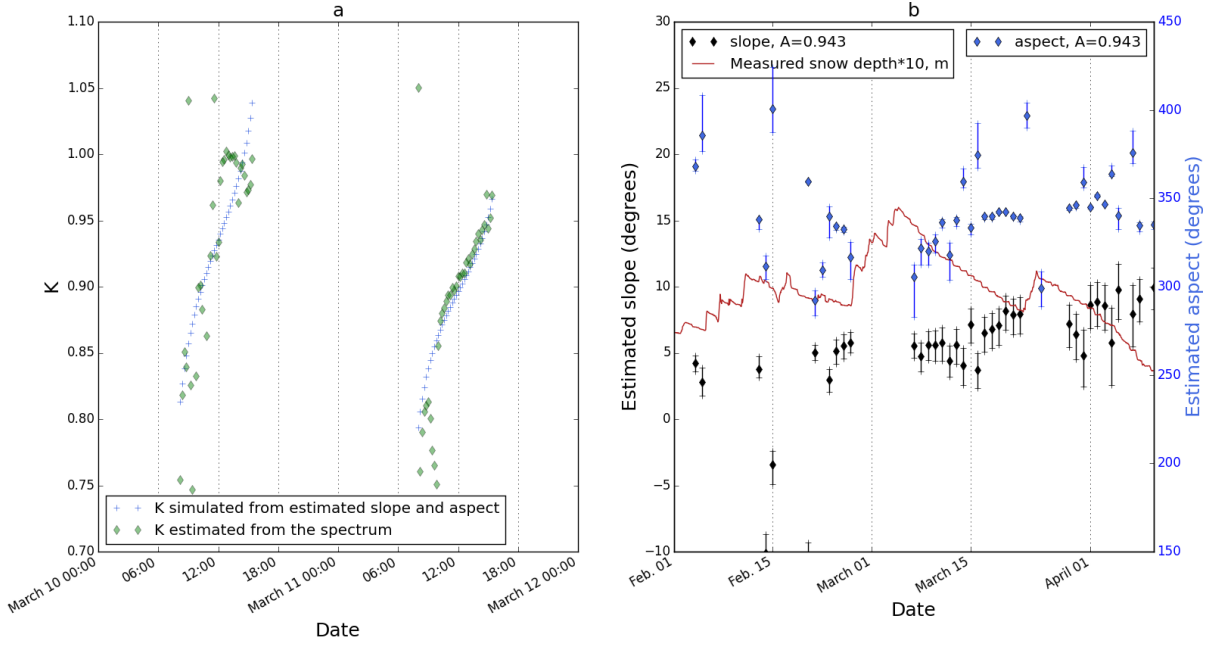 a
1.10
1.05
1.00
0.95
0.90
0.85
0.80
0.75
0.70
K
K simulated from estimated slope and aspect
K estimated from the spectrum
March 10 00:00
06:00
12:00
18:00
March 11 00:00
06:00
12:00
18:00
March 12 00:00
Date
b
30
25
20
15
10
5
0
−5
−10
Estimated slope (degrees)
slope, A=0.943
Measured snow depth*10, m
aspect, A=0.943
450
400
350
300
250
200
150
Estimated aspect (degrees)
Feb. 01
Feb. 15
March 01
March 15
April 01
Date